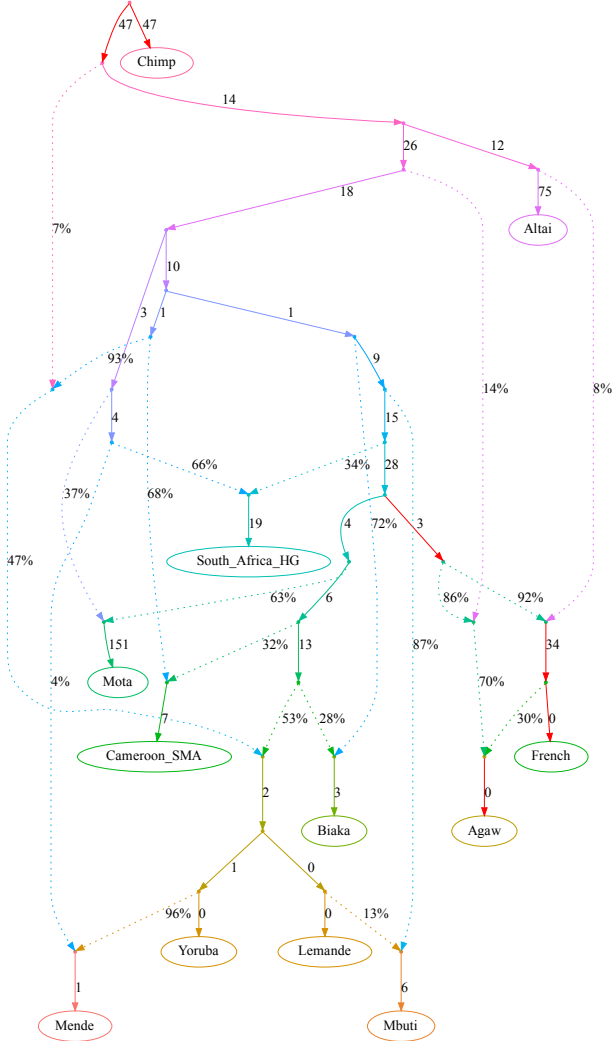 47 47
Chimp
14
26 12
18 75
Altai
7%
10
3 1 1
93% 9
14% 8%
4 15
66% 34% 28
37% 68% 72%
19 4 3
South_Africa_HG
47% 6 86% 92%
63%
151 32% 13 87% 34
Mota 4% 70%
7 53% 28% 30% 0
Cameroon_SMA French
2 3 0
Biaka Agaw
1 0
96% 0 0 13%
Yoruba Lemande
1 6
Mende Mbuti